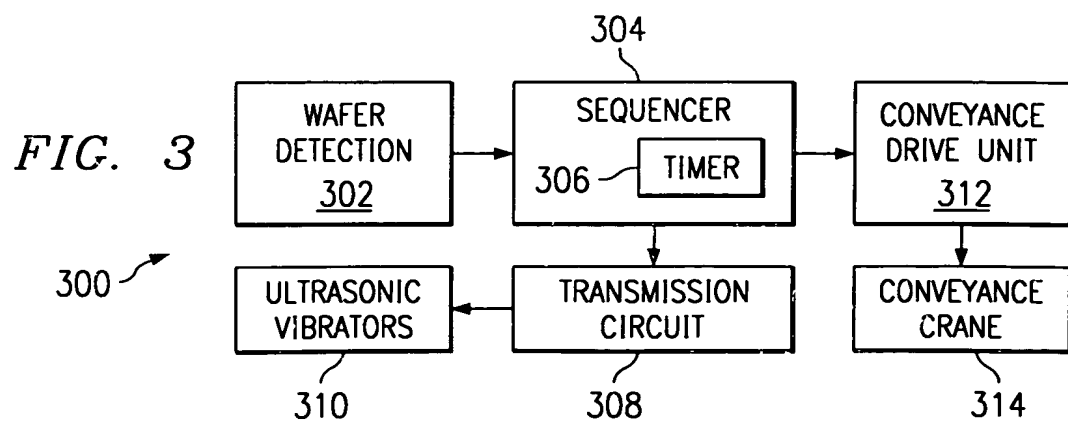 304
FIG. 3
WAFER
DETECTION
302
SEQUENCER
306
TIMER
CONVEYANCE
DRIVE UNIT
312
300
ULTRASONIC
VIBRATORS
TRANSMISSION
CIRCUIT
CONVEYANCE
CRANE
310
308
314